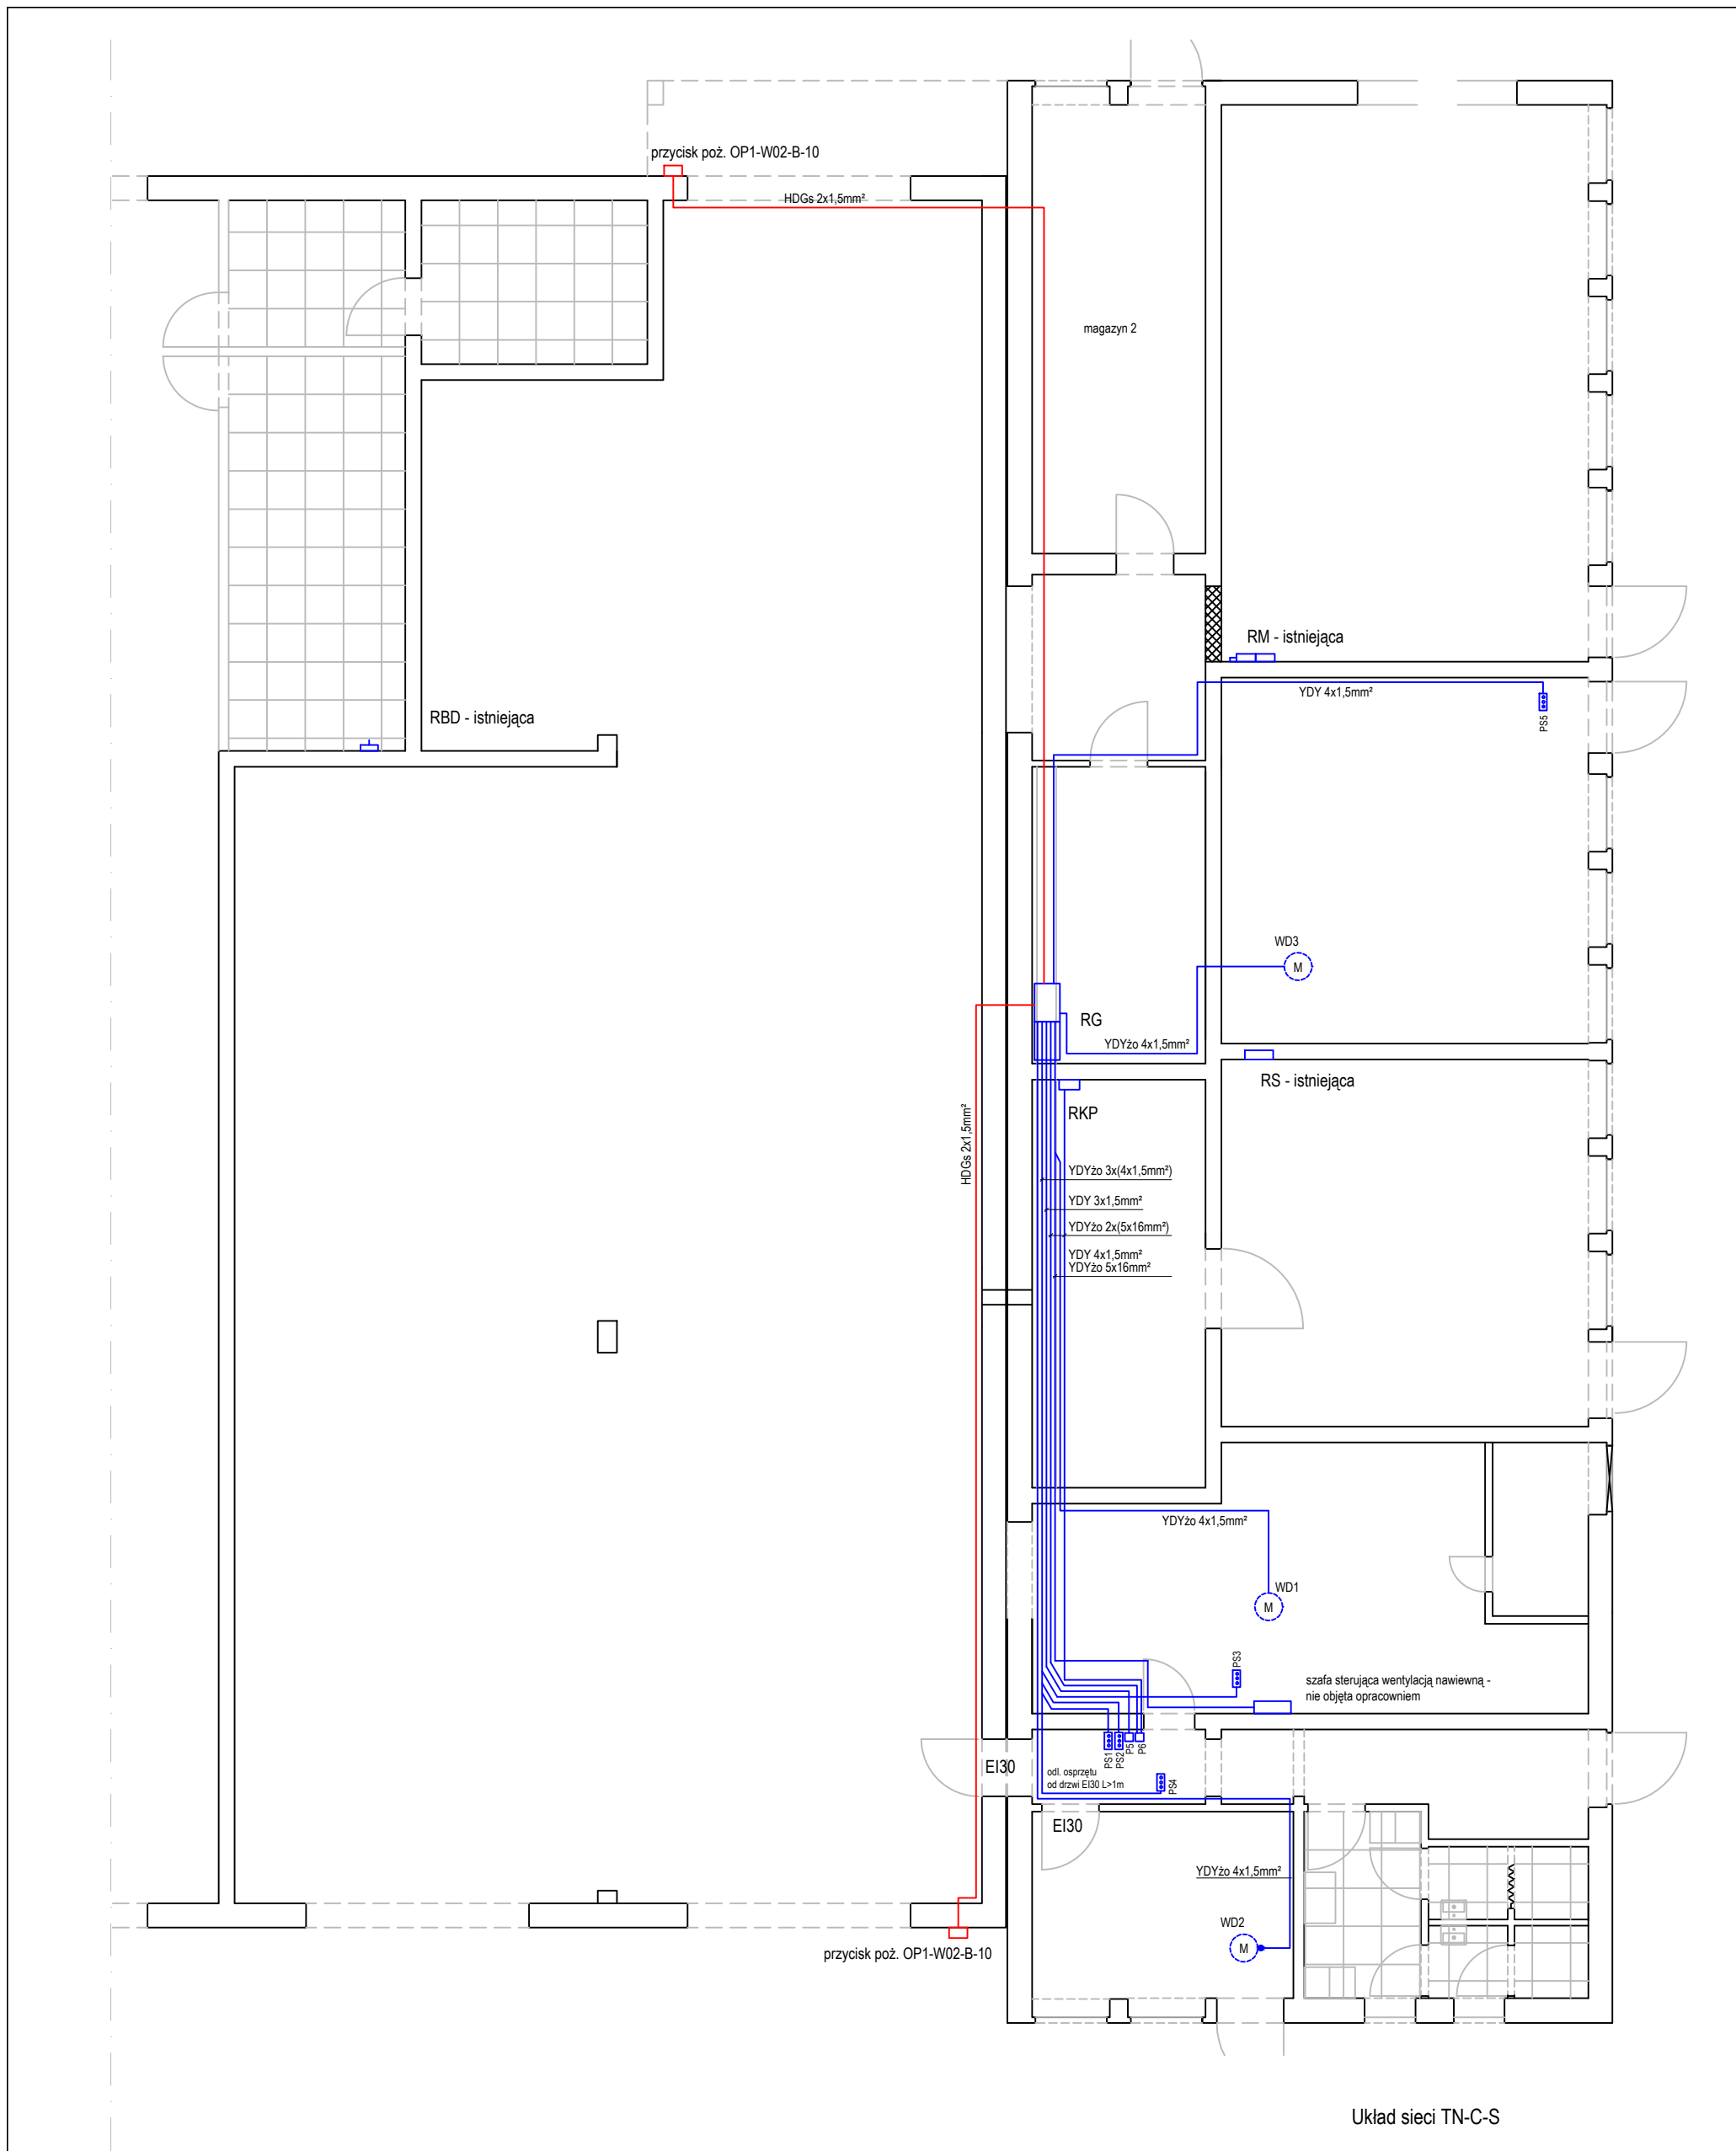 przycisk poż. OP1-W02-B-10
HDGs 2x1,5mm²
magazyn 2
RM - istniejąca
YDY 4x1,5mm²
PS5
RBD - istniejąca
WD3
M
RG
YDYżo 4x1,5mm²
RS - istniejąca
RKP
HDGs 2x1,5mm²
YDYżo 3x(4x1,5mm²)
YDY 3x1,5mm²
YDYżo 2x(5x16mm²)
YDY 4x1,5mm²
YDYżo 5x16mm²
YDYżo 4x1,5mm²
WD1
M
PS3
szafa sterująca wentylacją nawiewną -
nie objęta opracowniem
PS1
PS2
P5
P6
EI30
odl. osprzętu
od drzwi EI30 L>1m
PS4
EI30
YDYżo 4x1,5mm²
WD2
M
przycisk poż. OP1-W02-B-10
Układ sieci TN-C-S